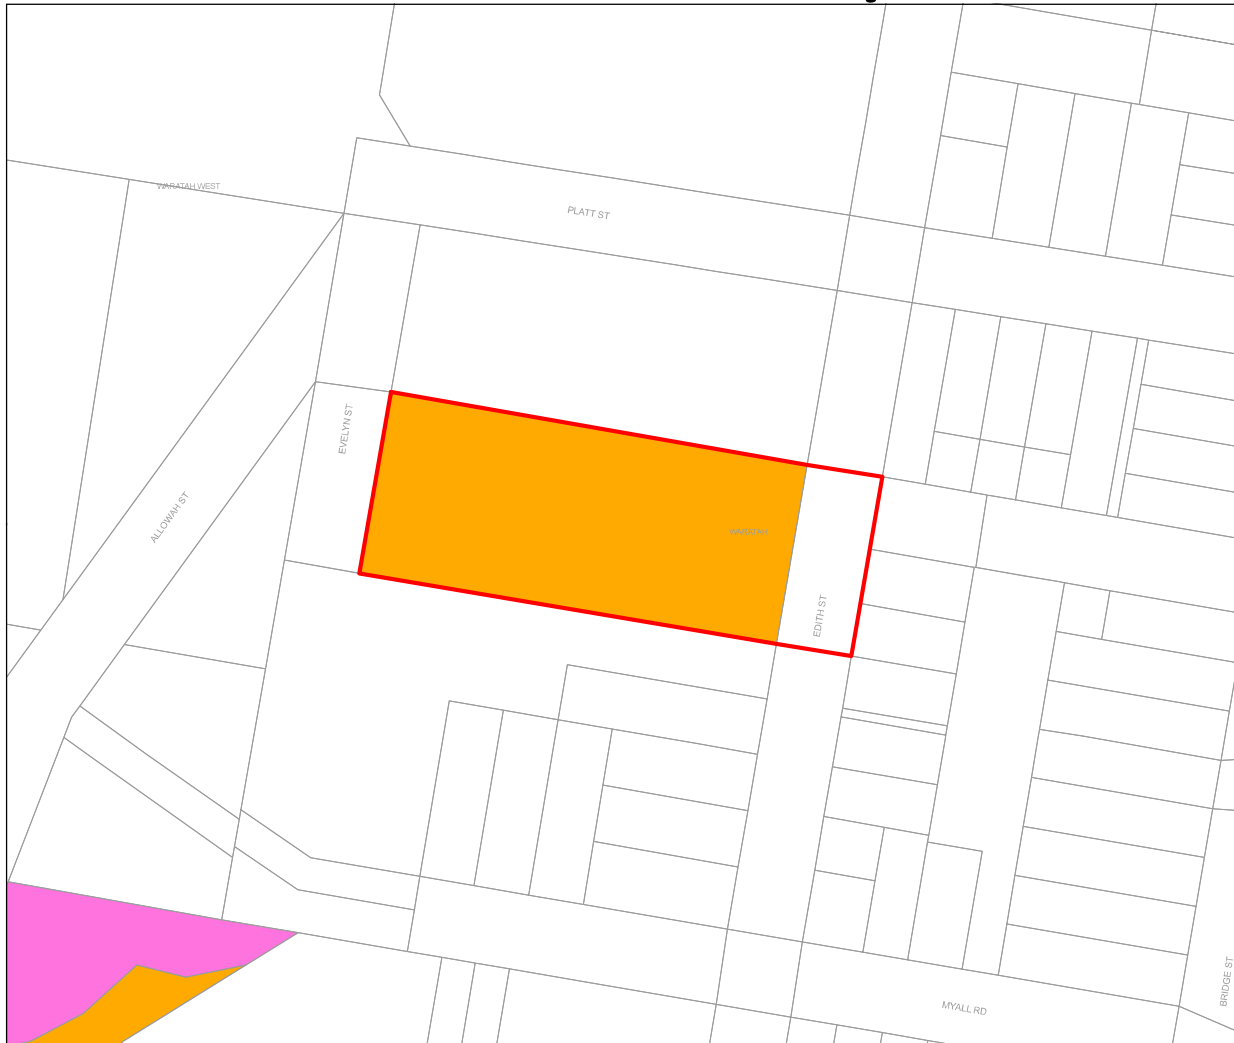 WARATAH WEST
PLATT ST
EVELYN ST
ALLOWAH ST
WARATAH
EDITH ST
BRIDGE ST
MYALL RD